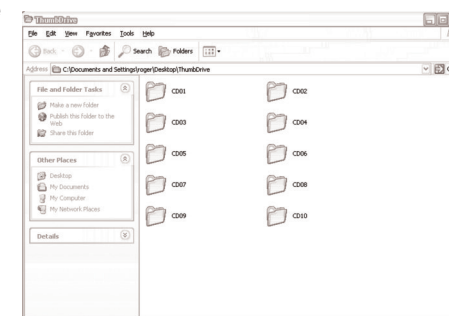 ThumbDrive
File Edit View Favorites Tools Help
Back Search Folders
Address C:\Documents and Settings\roger\Desktop\ThumbDrive
File and Folder Tasks
Make a new folder
Publish this folder to the
Web
Share this folder
Other Places
Desktop
My Documents
My Computer
My Network Places
Details
CD01 CD02
CD03 CD04
CD05 CD06
CD07 CD08
CD09 CD10